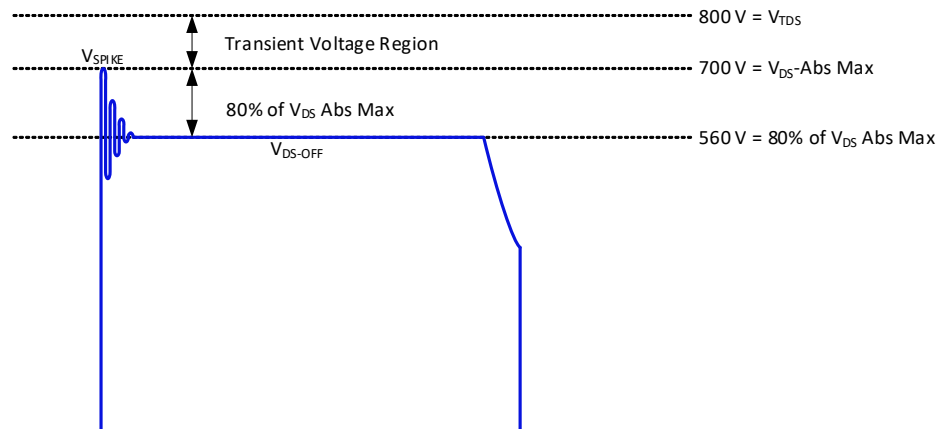 800 V = VTDS
Transient Voltage Region
VSPIKE
700 V = VDS-Abs Max
80% of VDS Abs Max
560 V = 80% of VDS Abs Max
VDS-OFF